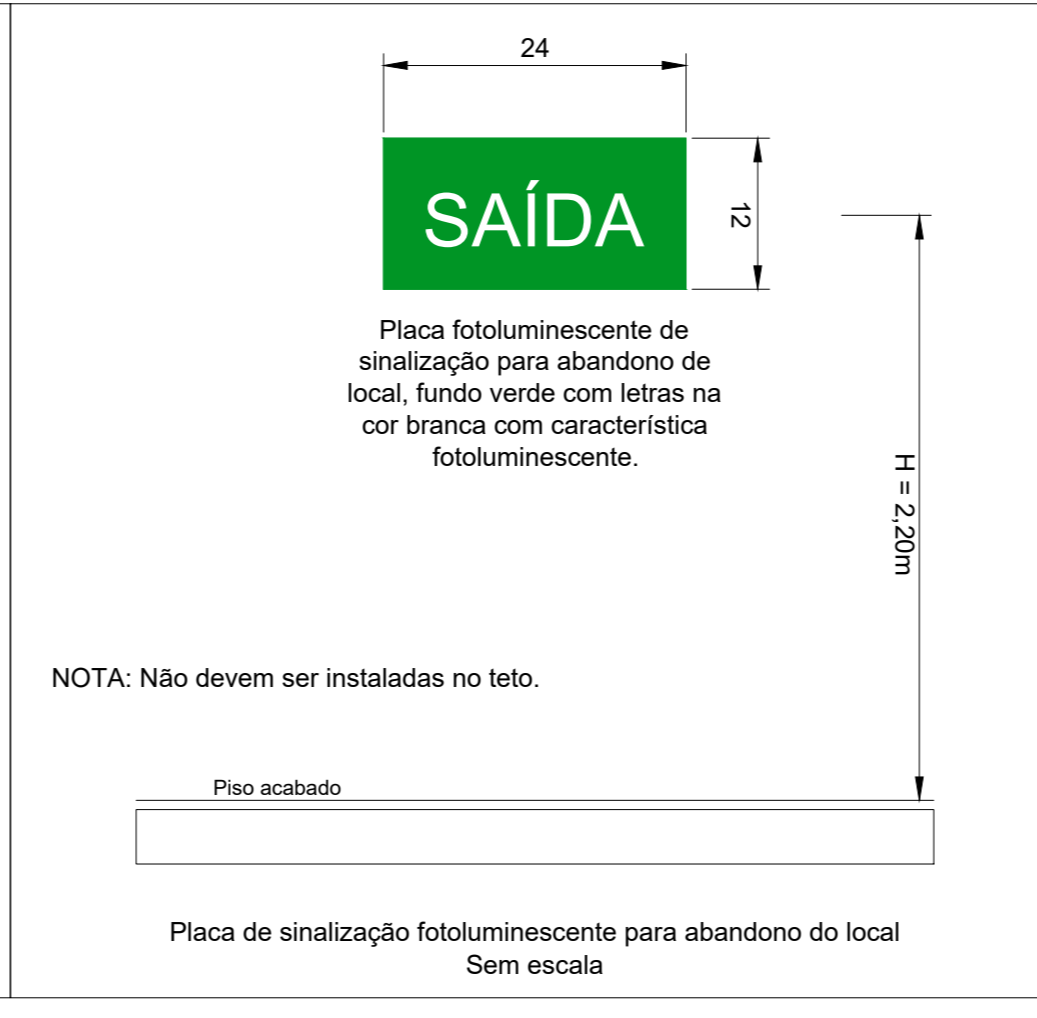 24
SAÍDA
12
Placa fotoluminescente de
sinalização para abandono de
local, fundo verde com letras na
cor branca com característica
fotoluminescente.
H = 2,20m
NOTA: Não devem ser instaladas no teto.
Piso acabado
Placa de sinalização fotoluminescente para abandono do local
Sem escala